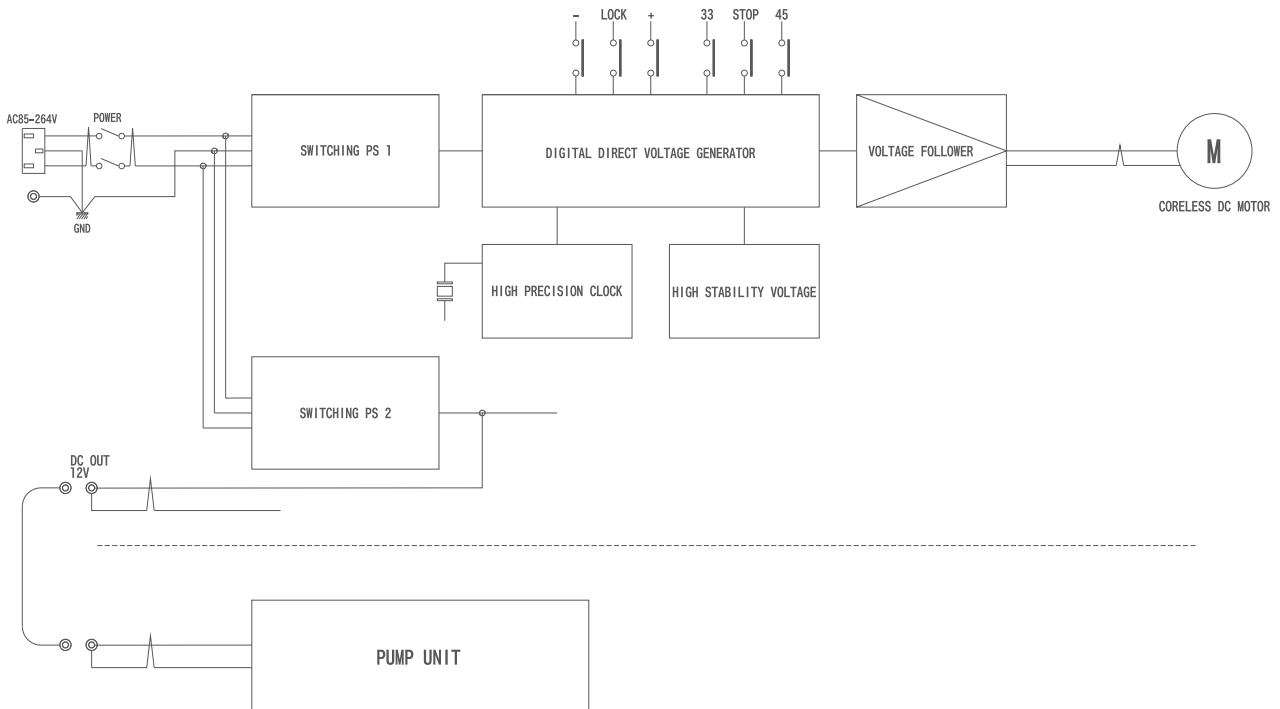 - LOCK + 33 STOP 45
AC85-264V
POWER
SWITCHING PS 1
DIGITAL DIRECT VOLTAGE GENERATOR
VOLTAGE FOLLOWER
M
CORELESS DC MOTOR
GND
HIGH PRECISION CLOCK
HIGH STABILITY VOLTAGE
SWITCHING PS 2
DC OUT
12V
PUMP UNIT